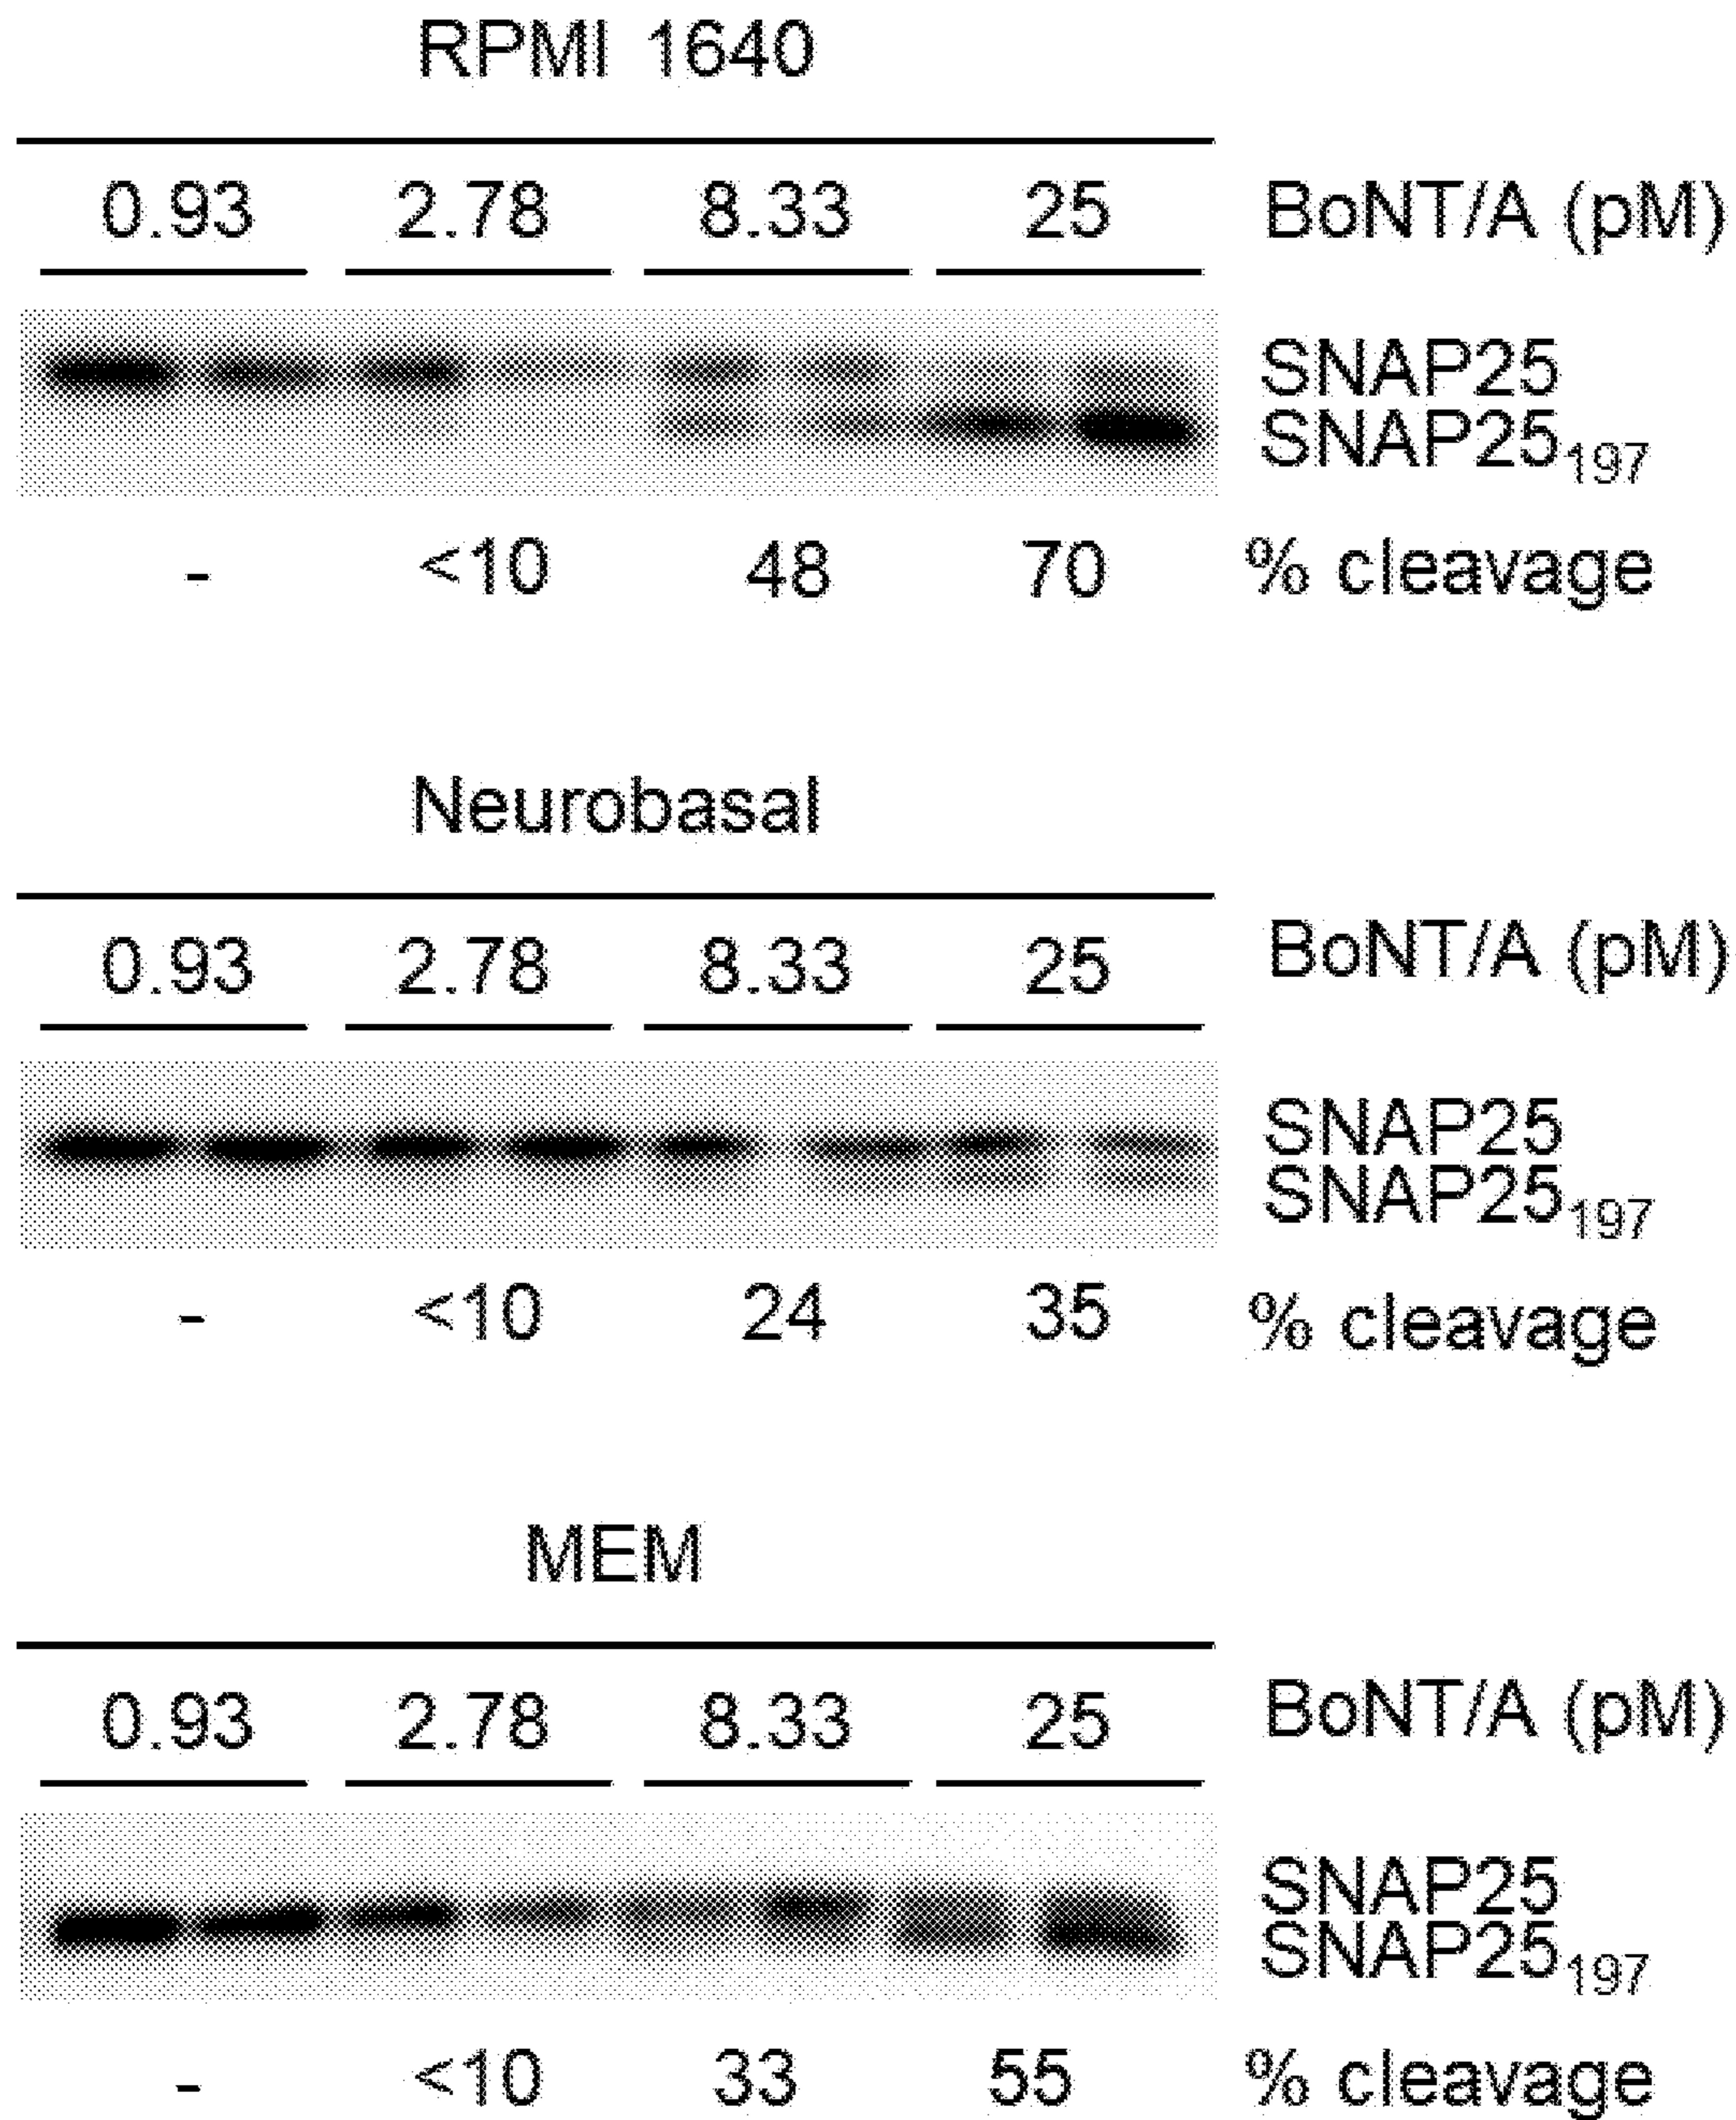 RPMI 1640
0.93 2.78 8.33 25 BoNT/A (pM)
SNAP25
SNAP25197
- <10 48 70 % cleavage
Neurobasal
0.93 2.78 8.33 25 BoNT/A (pM)
SNAP25
SNAP25197
- <10 24 35 % cleavage
MEM
0.93 2.78 8.33 25 BoNT/A (pM)
SNAP25
SNAP25197
- <10 33 55 % cleavage